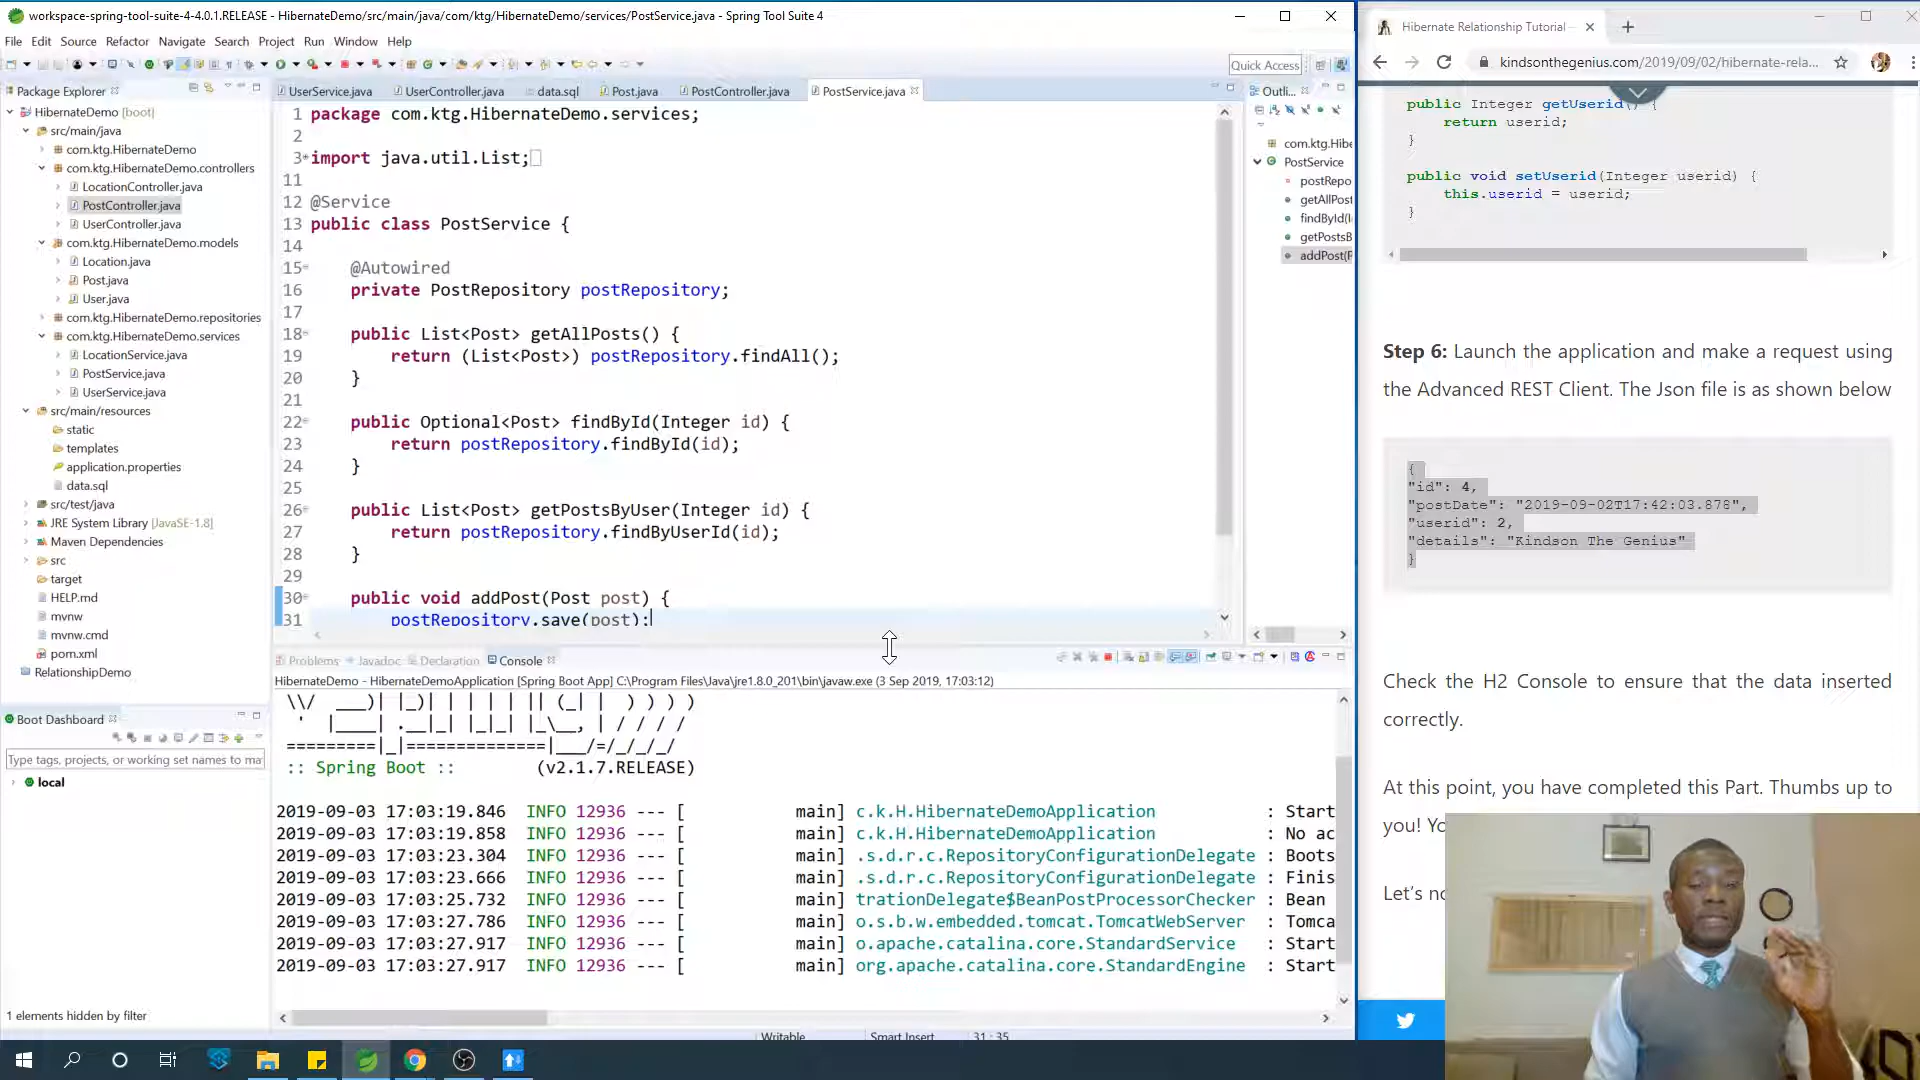 workspace-spring-tool-suite-4-4.0.1.RELEASE - HibernateDemo/src/main/java/com/ktg/HibernateDemo/services/PostService.java - Spring Tool Suite 4
File Edit Source Refactor Navigate Search Project Run Window Help
Quick Access
Package Explorer
HibernateDemo [boot]
src/main/java
com.ktg.HibernateDemo
com.ktg.HibernateDemo.controllers
LocationController.java
PostController.java
UserController.java
com.ktg.HibernateDemo.models
Location.java
Post.java
User.java
com.ktg.HibernateDemo.repositories
com.ktg.HibernateDemo.services
LocationService.java
PostService.java
UserService.java
src/main/resources
static
templates
application.properties
data.sql
src/test/java
JRE System Library [JavaSE-1.8]
Maven Dependencies
src
target
HELP.md
mvnw
mvnw.cmd
pom.xml
RelationshipDemo
Boot Dashboard
Type tags, projects, or working set names to ma
local
1 elements hidden by filter
UserService.java UserController.java data.sql Post.java PostController.java PostService.java
1 package com.ktg.HibernateDemo.services;
2
3 import java.util.List;
11
12 @Service
13 public class PostService {
14
15 @Autowired
16 private PostRepository postRepository;
17
18 public List<Post> getAllPosts() {
19 return (List<Post>) postRepository.findAll();
20 }
21
22 public Optional<Post> findById(Integer id) {
23 return postRepository.findById(id);
24 }
25
26 public List<Post> getPostsByUser(Integer id) {
27 return postRepository.findByUserId(id);
28 }
29
30 public void addPost(Post post) {
31 postRepository.save(post);
Outli...
com.ktg.Hibe
PostService
postRepo
getAllPost
findById(I
getPostsB
addPost(P
Problems Javadoc Declaration Console
HibernateDemo - HibernateDemoApplication [Spring Boot App] C:\Program Files\Java\jre1.8.0_201\bin\javaw.exe (3 Sep 2019, 17:03:12)
\\/ ___)| |_)| | | | | || (_| | ) ) ) )
' |____| .__|_| |_|_| |_\__, | / / / /
=========|_|==============|___/=/_/_/_/
:: Spring Boot :: (v2.1.7.RELEASE)
2019-09-03 17:03:19.846 INFO 12936 --- [ main] c.k.H.HibernateDemoApplication : Start
2019-09-03 17:03:19.858 INFO 12936 --- [ main] c.k.H.HibernateDemoApplication : No ac
2019-09-03 17:03:23.304 INFO 12936 --- [ main] .s.d.r.c.RepositoryConfigurationDelegate : Boots
2019-09-03 17:03:23.666 INFO 12936 --- [ main] .s.d.r.c.RepositoryConfigurationDelegate : Finis
2019-09-03 17:03:25.732 INFO 12936 --- [ main] trationDelegate$BeanPostProcessorChecker : Bean
2019-09-03 17:03:27.786 INFO 12936 --- [ main] o.s.b.w.embedded.tomcat.TomcatWebServer : Tomca
2019-09-03 17:03:27.917 INFO 12936 --- [ main] o.apache.catalina.core.StandardService : Start
2019-09-03 17:03:27.917 INFO 12936 --- [ main] org.apache.catalina.core.StandardEngine : Start
Writable Smart Insert 31 : 35
Hibernate Relationship Tutorial –
kindsonthegenius.com/2019/09/02/hibernate-rela...
public Integer getUserid() {
return userid;
}
public void setUserid(Integer userid) {
this.userid = userid;
}
Step 6: Launch the application and make a request using
the Advanced REST Client. The Json file is as shown below
{
"id": 4,
"postDate": "2019-09-02T17:42:03.878",
"userid": 2,
"details": "Kindson The Genius"
}
Check the H2 Console to ensure that the data inserted
correctly.
At this point, you have completed this Part. Thumbs up to
you! Yo
Let's no